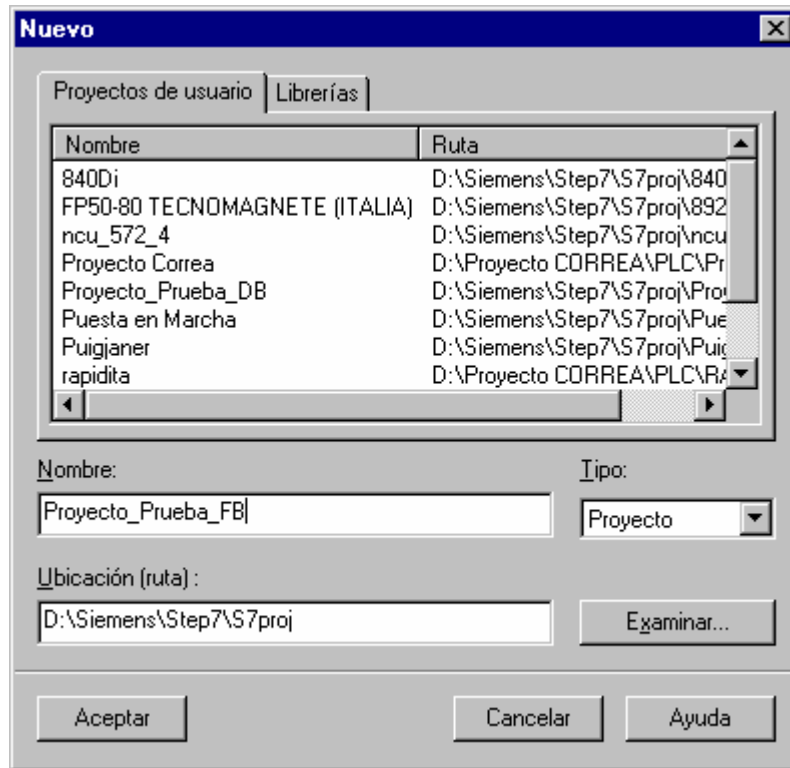 Nuevo
Proyectos de usuario Librerías
Nombre Ruta
840Di D:\Siemens\Step7\S7proj\840
FP50-80 TECNOMAGNETE (ITALIA) D:\Siemens\Step7\S7proj\892
ncu_572_4 D:\Siemens\Step7\S7proj\ncu
Proyecto Correa D:\Proyecto CORREA\PLC\Pr
Proyecto_Prueba_DB D:\Siemens\Step7\S7proj\Pro
Puesta en Marcha D:\Siemens\Step7\S7proj\Pue
Puigjaner D:\Siemens\Step7\S7proj\Puig
rapidita D:\Proyecto CORREA\PLC\RA
Nombre: Tipo:
Proyecto_Prueba_FB Proyecto
Ubicación (ruta) :
D:\Siemens\Step7\S7proj Examinar...
Aceptar Cancelar Ayuda